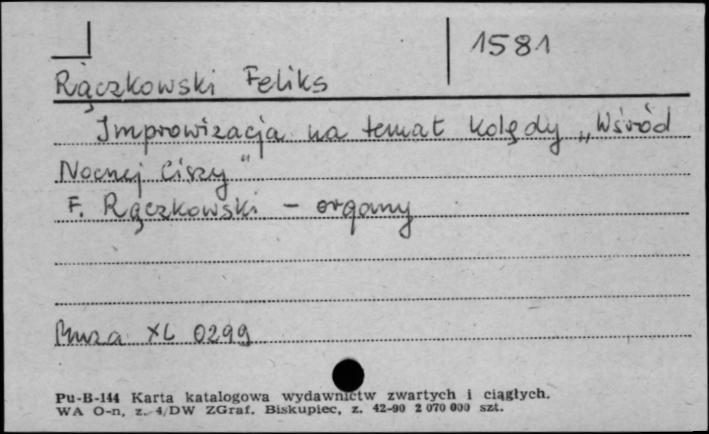 1581
Rączkowski Feliks
Improwizacja na temat kolędy „Wśród
Nocnej Ciszy"
F. Rączkowski – organy
Muza XL 0299
Pu-B-144 Karta katalogowa wydawnictw zwartych i ciągłych.
WA O-n, z. 4/DW ZGraf. Biskupiec, z. 42-90 2 070 000 szt.